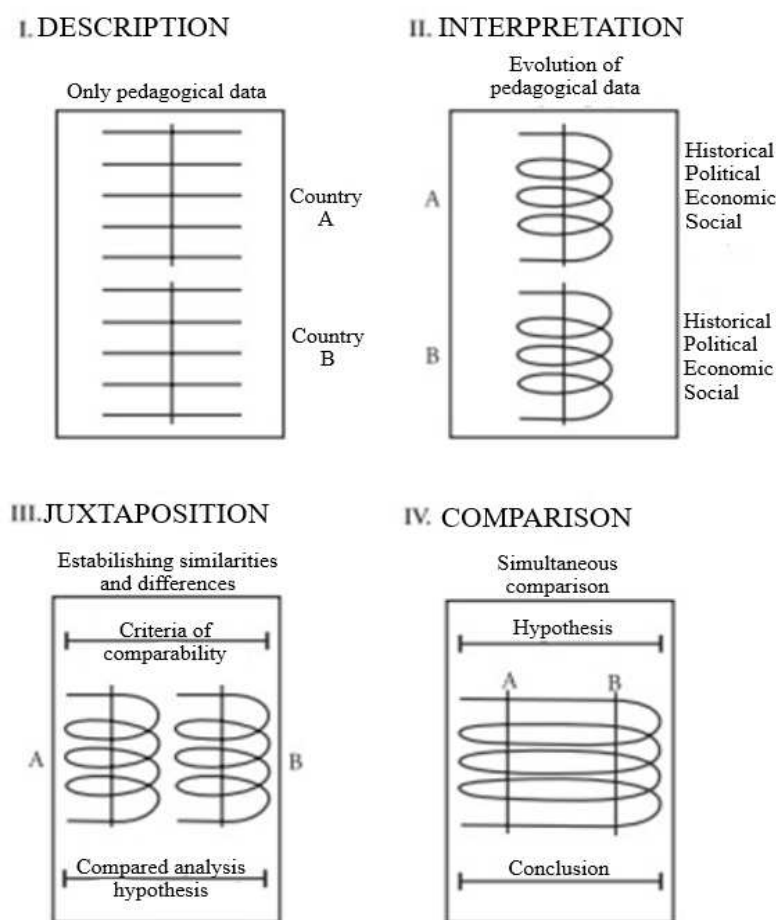 I. DESCRIPTION
Only pedagogical data
Country
A
Country
B
II. INTERPRETATION
Evolution of
pedagogical data
A
Historical
Political
Economic
Social
B
Historical
Political
Economic
Social
III. JUXTAPOSITION
Estabilishing similarities
and differences
Criteria of
comparability
A
B
Compared analysis
hypothesis
IV. COMPARISON
Simultaneous
comparison
Hypothesis
A B
Conclusion